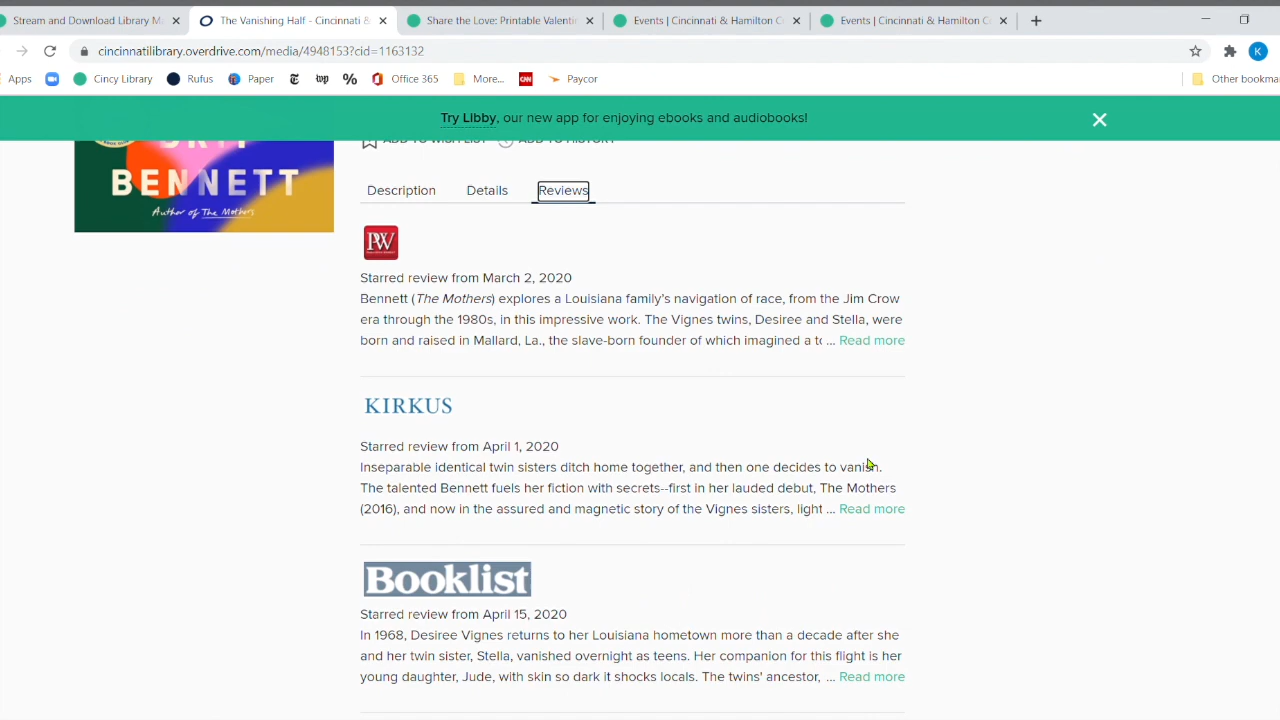 Share and Download Library M
The Vanishing Half - Cincinnati &
Share the Love: Printable Valentin
Events | Cincinnati & Hamilton C
Events | Cincinnati & Hamilton C
cincinnatilibrary.overdrive.com/media/4948153?cid=1163132
K
Apps
Cincy Library
Rufus
Paper
wp
%
Office 365
More...
CNN
Paycor
Other bookma
Try Libby, our new app for enjoying ebooks and audiobooks!
ADD TO WISH LIST
ADD TO HISTORY
BRIT
BENNETT
Author of The Mothers
Description
Details
Reviews
PW
Starred review from March 2, 2020
Bennett (The Mothers) explores a Louisiana family's navigation of race, from the Jim Crow
era through the 1980s, in this impressive work. The Vignes twins, Desiree and Stella, were
born and raised in Mallard, La., the slave-born founder of which imagined a to ... Read more
KIRKUS
Starred review from April 1, 2020
Inseparable identical twin sisters ditch home together, and then one decides to vanish.
The talented Bennett fuels her fiction with secrets--first in her lauded debut, The Mothers
(2016), and now in the assured and magnetic story of the Vignes sisters, light ... Read more
Booklist
Starred review from April 15, 2020
In 1968, Desiree Vignes returns to her Louisiana hometown more than a decade after she
and her twin sister, Stella, vanished overnight as teens. Her companion for this flight is her
young daughter, Jude, with skin so dark it shocks locals. The twins' ancestor, ... Read more